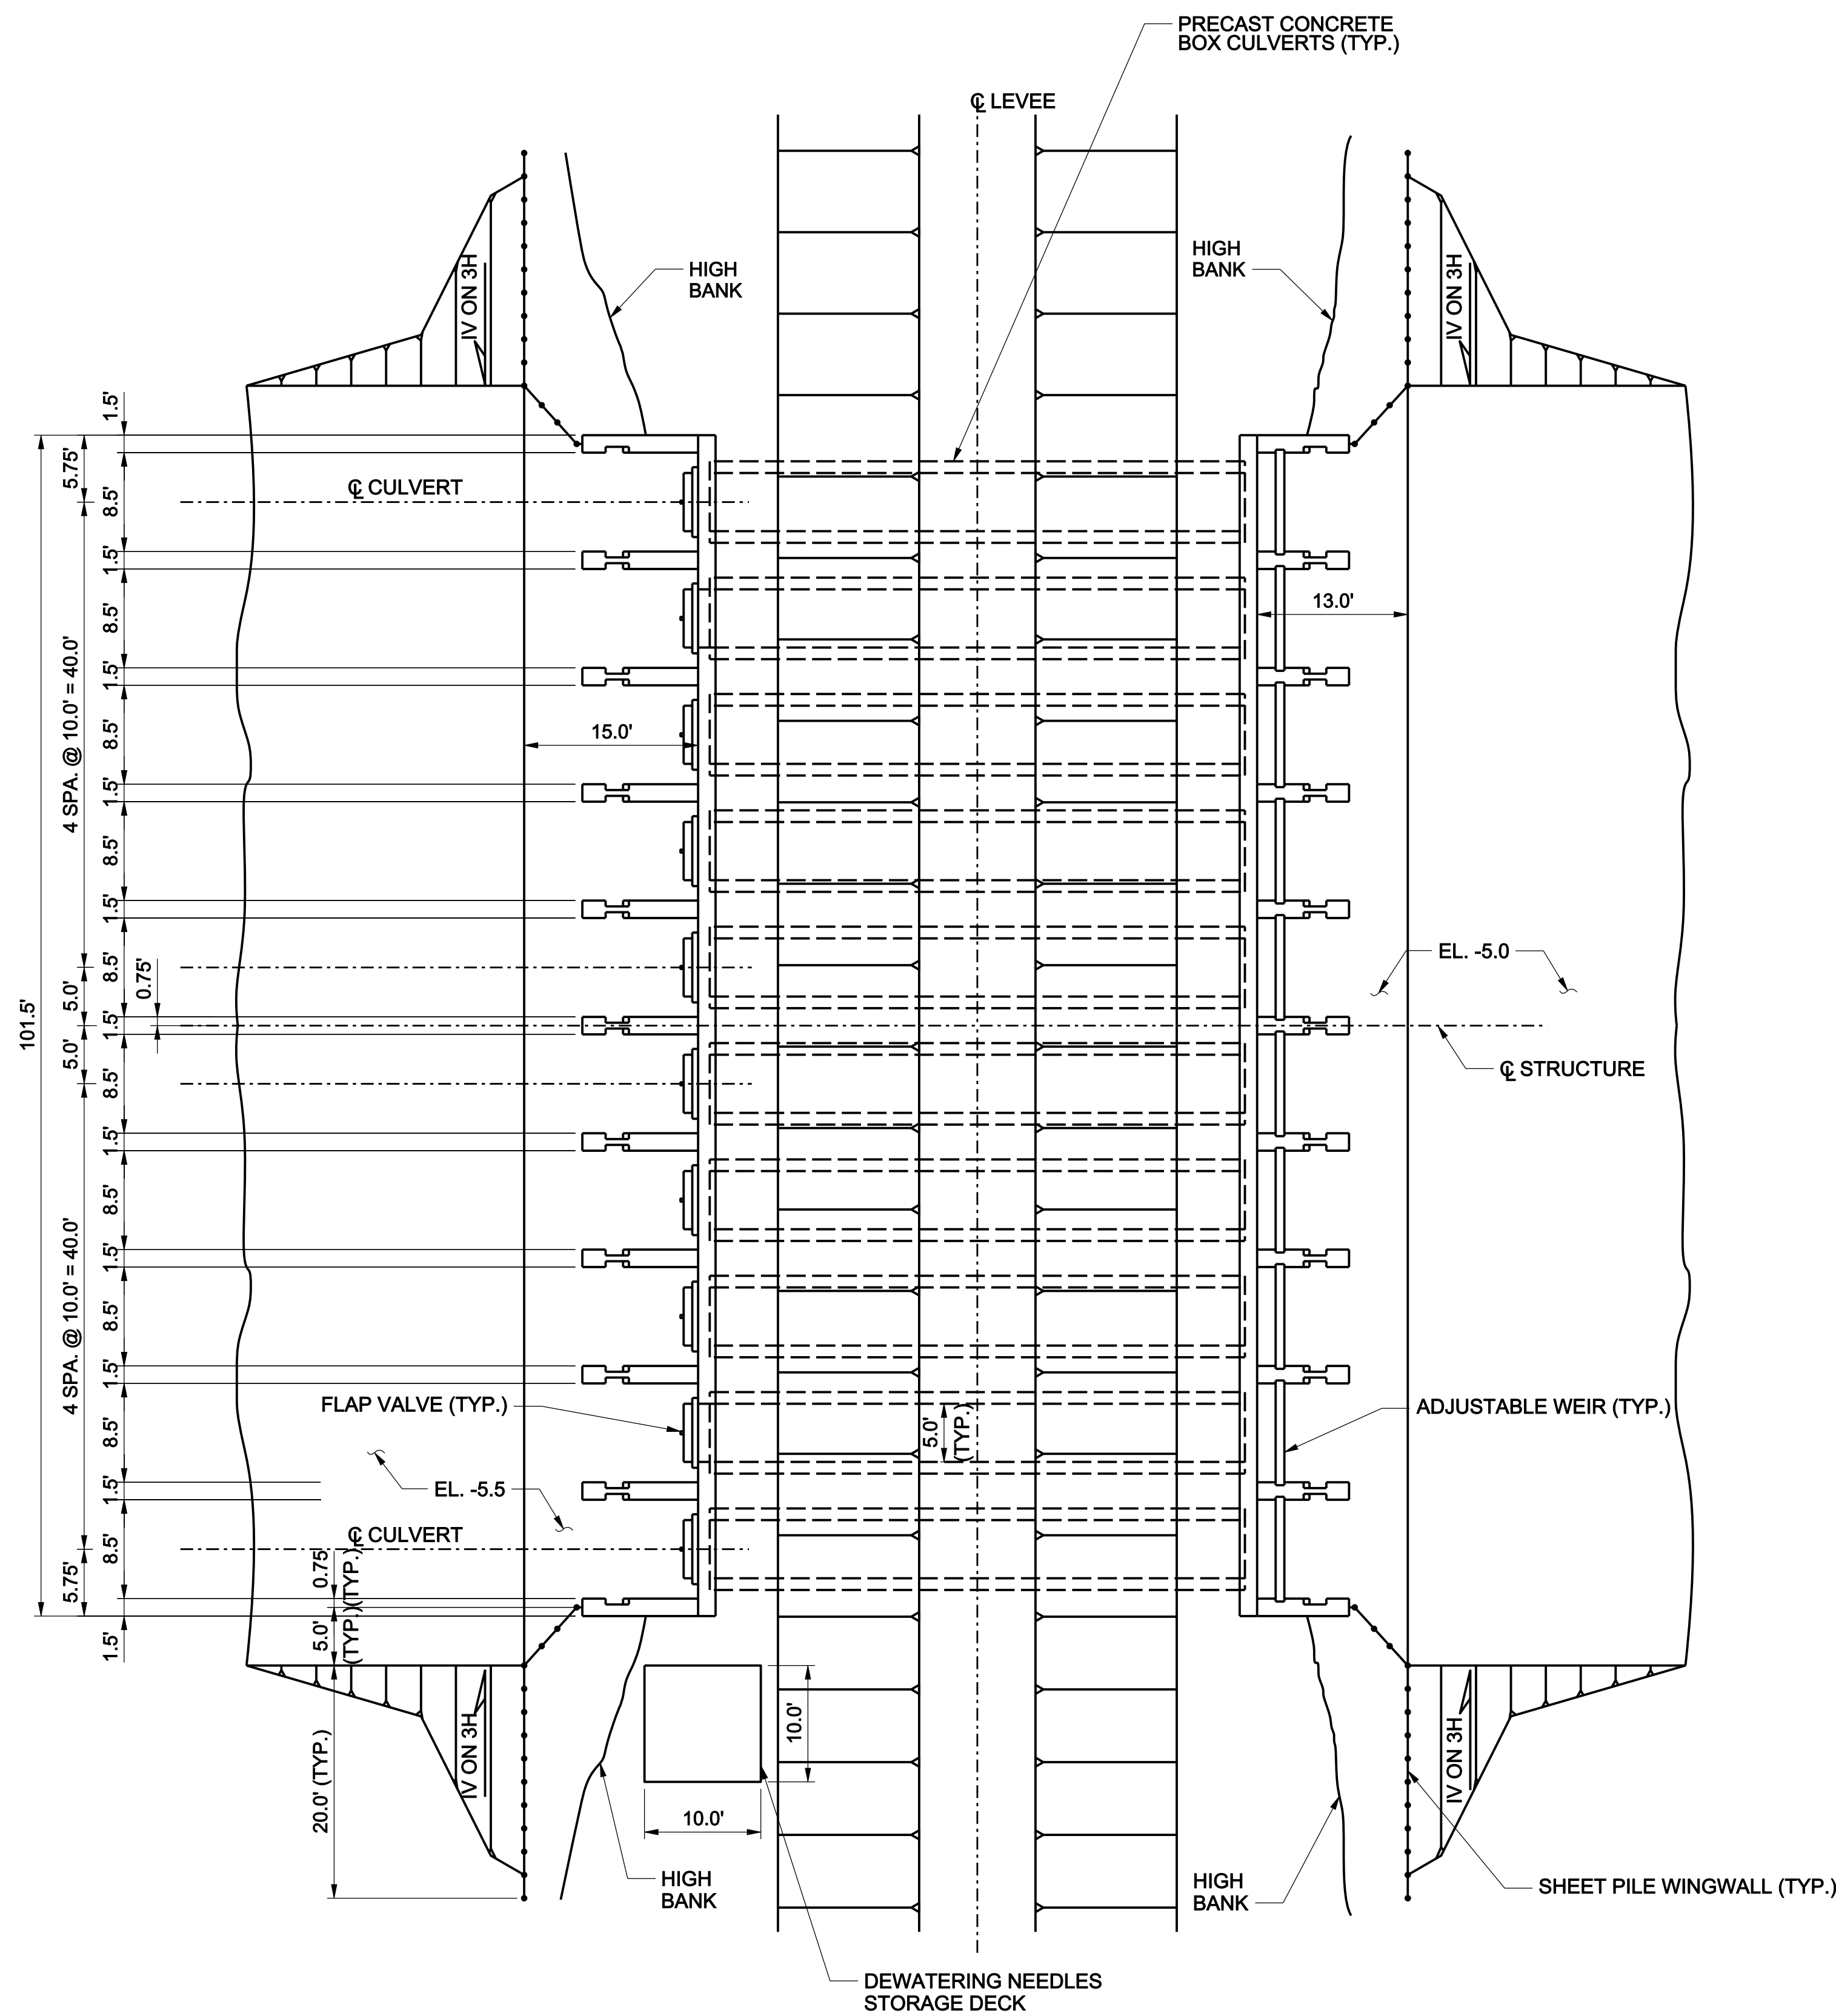 PRECAST CONCRETE
BOX CULVERTS (TYP.)
℄ LEVEE
HIGH
BANK
HIGH
BANK
IV ON 3H
IV ON 3H
1.5'
5.75'
8.5'
℄ CULVERT
1.5'
8.5'
13.0'
1.5'
4 SPA. @ 10.0' = 40.0'
8.5'
15.0'
1.5'
8.5'
1.5'
8.5'
0.75'
EL. -5.0
5.0'
101.5'
1.5'
5.0'
8.5'
℄ STRUCTURE
1.5'
8.5'
1.5'
4 SPA. @ 10.0' = 40.0'
8.5'
1.5'
FLAP VALVE (TYP.)
8.5'
5.0'
(TYP.)
ADJUSTABLE WEIR (TYP.)
1.5'
EL. -5.5
℄ CULVERT
8.5'
5.75'
0.75
(TYP.)
1.5'
5.0'
(TYP.)
20.0' (TYP.)
IV ON 3H
10.0'
10.0'
IV ON 3H
HIGH
BANK
HIGH
BANK
SHEET PILE WINGWALL (TYP.)
DEWATERING NEEDLES
STORAGE DECK